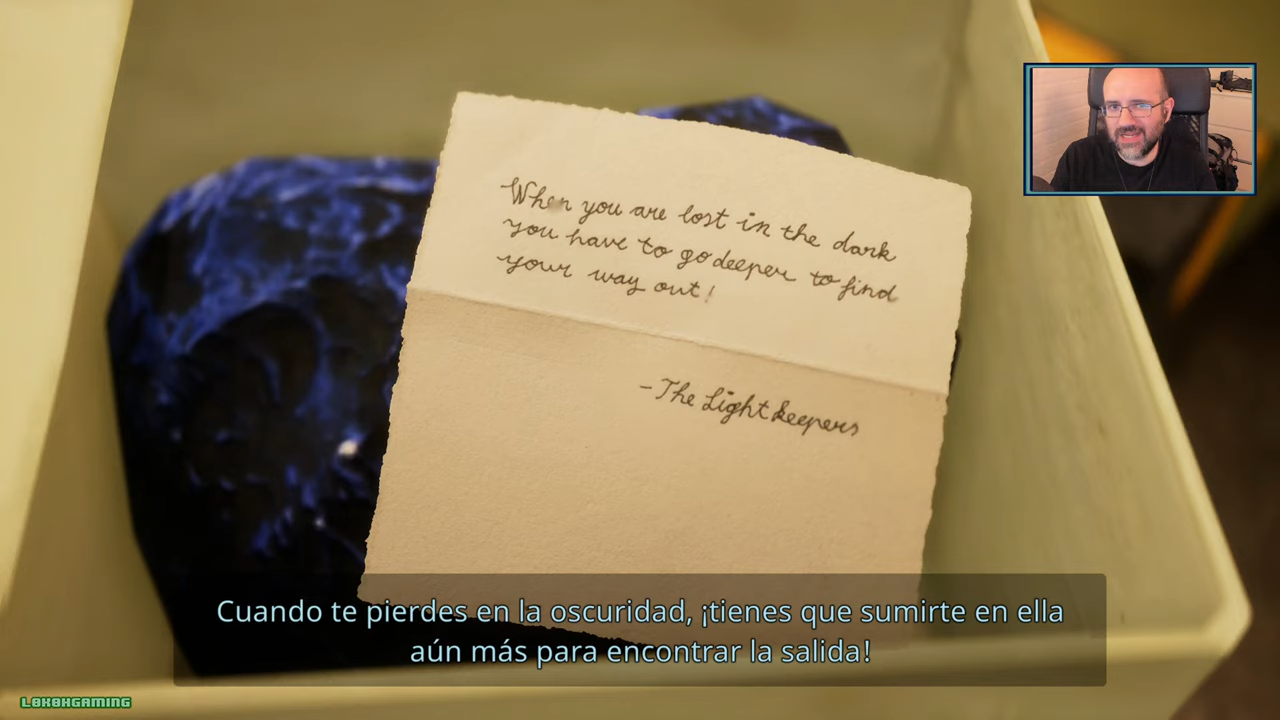 When you are lost in the dark
you have to go deeper to find
your way out!
-The Lightkeepers
Cuando te pierdes en la oscuridad, ¡tienes que sumirte en ella
aún más para encontrar la salida!
L0K0XGAMING